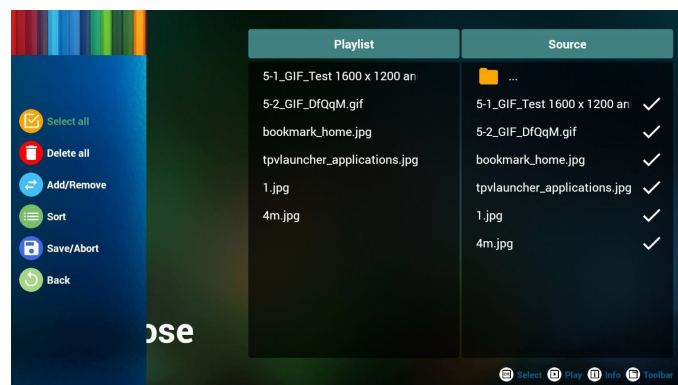 Playlist
Source
5-1_GIF_Test 1600 x 1200 an
5-2_GIF_DfQqM.gif
bookmark_home.jpg
tpvlauncher_applications.jpg
1.jpg
4m.jpg
...
5-1_GIF_Test 1600 x 1200 an
5-2_GIF_DfQqM.gif
bookmark_home.jpg
tpvlauncher_applications.jpg
1.jpg
4m.jpg
Select all
Delete all
Add/Remove
Sort
Save/Abort
Back
ose
Select Play Info Toolbar